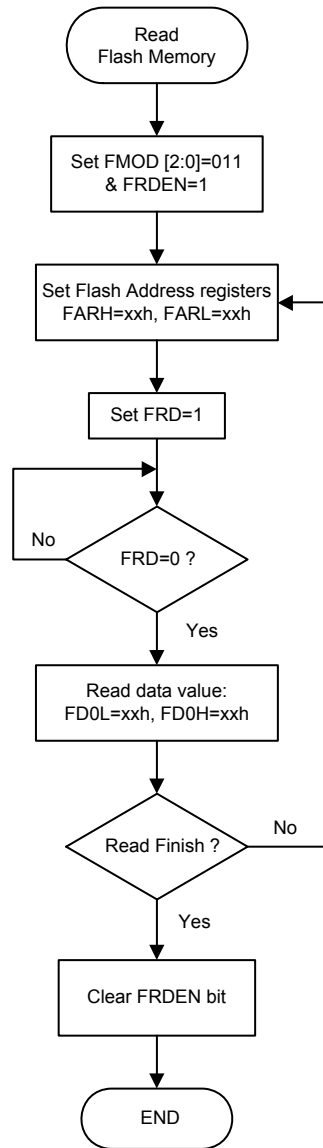 Read
Flash Memory
Set FMOD [2:0]=011
& FRDEN=1
Set Flash Address registers
FARH=xxh, FARL=xxh
Set FRD=1
No
FRD=0 ?
Yes
Read data value:
FD0L=xxh, FD0H=xxh
Read Finish ?
No
Yes
Clear FRDEN bit
END